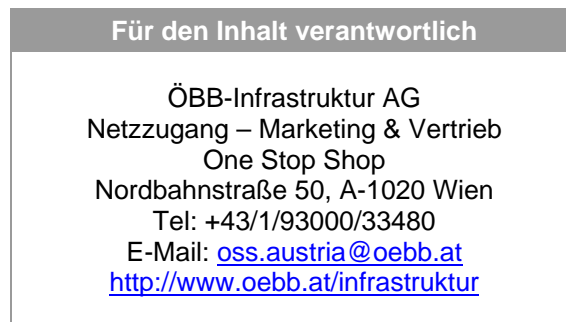 Für den Inhalt verantwortlich
ÖBB-Infrastruktur AG
Netzzugang – Marketing & Vertrieb
One Stop Shop
Nordbahnstraße 50, A-1020 Wien
Tel: +43/1/93000/33480
E-Mail: oss.austria@oebb.at
http://www.oebb.at/infrastruktur